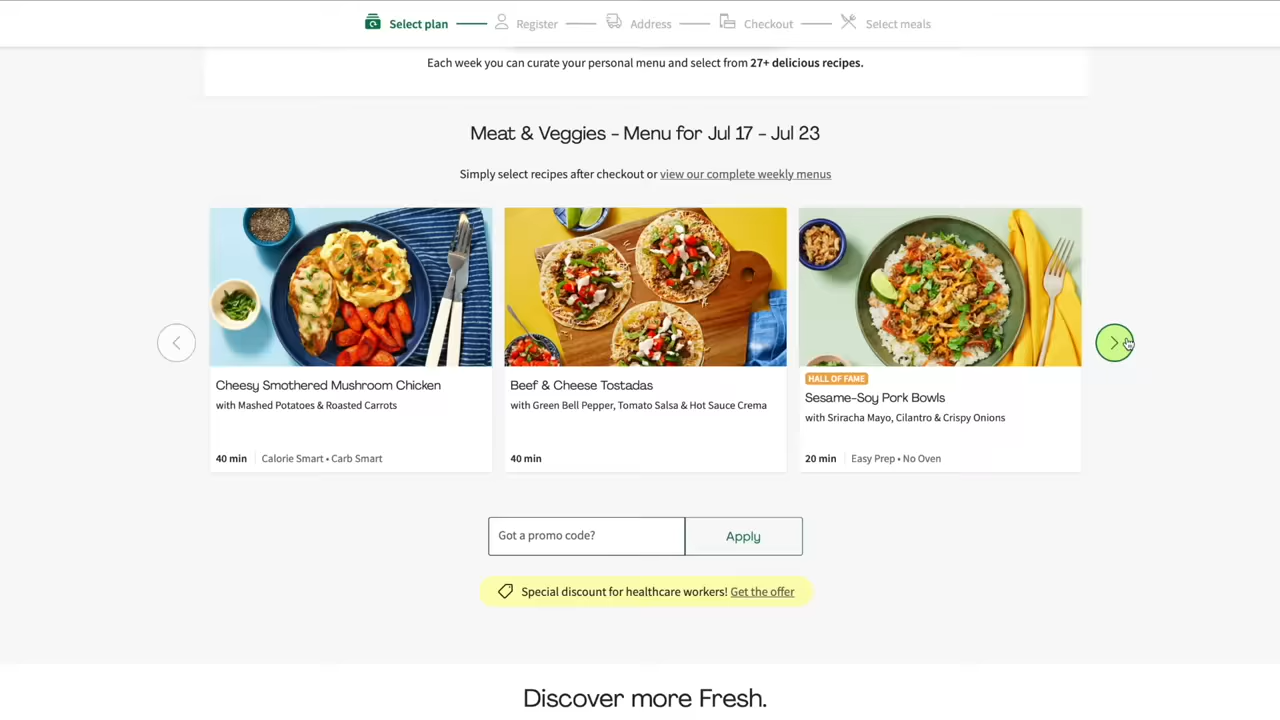 Select plan
Register
Address
Checkout
Select meals
Each week you can curate your personal menu and select from 27+ delicious recipes.
Meat & Veggies - Menu for Jul 17 - Jul 23
Simply select recipes after checkout or view our complete weekly menus
Cheesy Smothered Mushroom Chicken
with Mashed Potatoes & Roasted Carrots
40 min | Calorie Smart • Carb Smart
Beef & Cheese Tostadas
with Green Bell Pepper, Tomato Salsa & Hot Sauce Crema
40 min
HALL OF FAME
Sesame-Soy Pork Bowls
with Sriracha Mayo, Cilantro & Crispy Onions
20 min | Easy Prep • No Oven
Got a promo code?
Apply
Special discount for healthcare workers! Get the offer
Discover more Fresh.